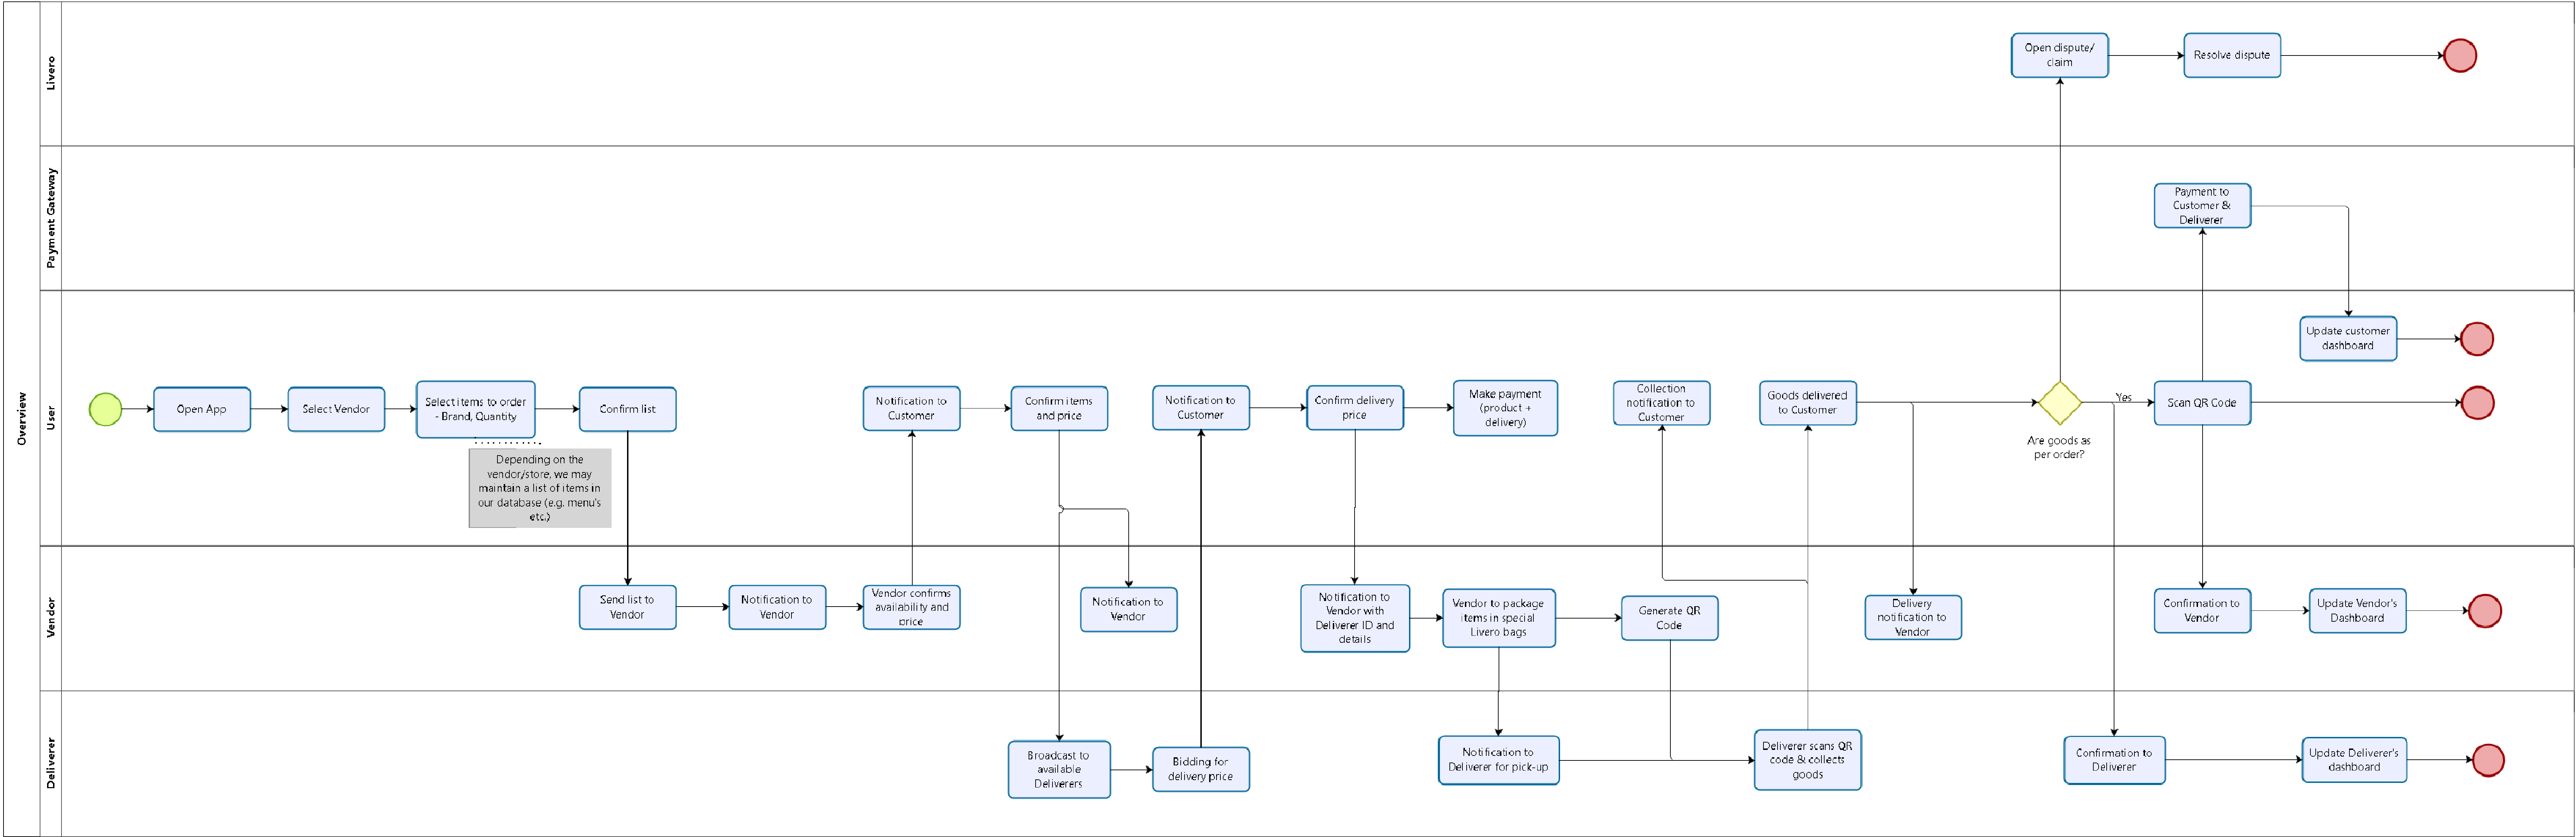 Overview
Livero
Open dispute/
claim
Resolve dispute
Payment Gateway
Payment to
Customer &
Deliverer
User
Open App
Select Vendor
Select items to order
- Brand, Quantity
Depending on the
vendor/store, we may
maintain a list of items in
our database (e.g. menu's
etc.)
Confirm list
Notification to
Customer
Confirm items
and price
Notification to
Customer
Confirm delivery
price
Make payment
(product +
delivery)
Collection
notification to
Customer
Goods delivered
to Customer
Are goods as
per order?
Yes
Scan QR Code
Update customer
dashboard
Vendor
Send list to
Vendor
Notification to
Vendor
Vendor confirms
availability and
price
Notification to
Vendor
Notification to
Vendor with
Deliverer ID and
details
Vendor to package
items in special
Livero bags
Generate QR
Code
Delivery
notification to
Vendor
Confirmation to
Vendor
Update Vendor's
Dashboard
Deliverer
Broadcast to
available
Deliverers
Bidding for
delivery price
Notification to
Deliverer for pick-up
Deliverer scans QR
code & collects
goods
Confirmation to
Deliverer
Update Deliverer's
dashboard